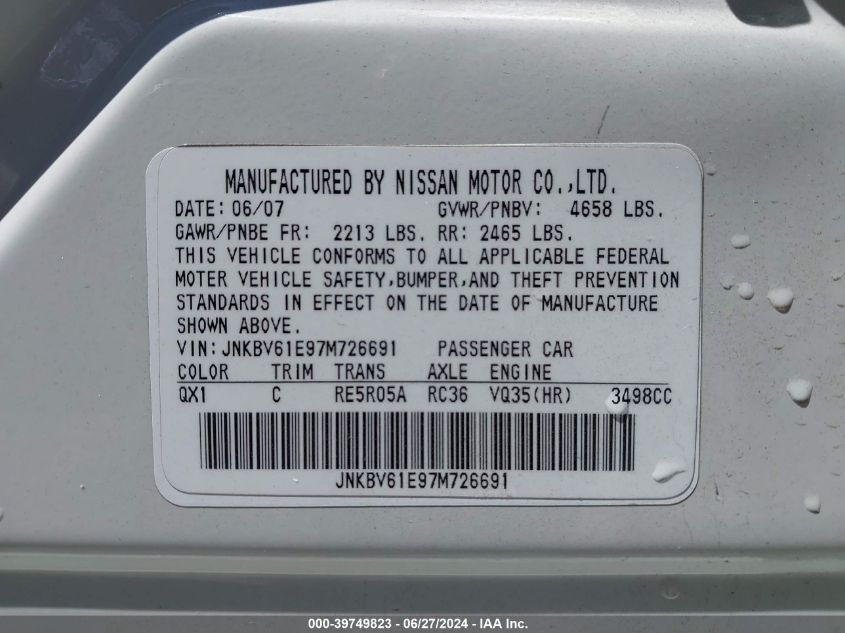 MANUFACTURED BY NISSAN MOTOR CO.,LTD.
DATE: 06/07 GVWR/PNBV: 4658 LBS.
GAWR/PNBE FR: 2213 LBS. RR: 2465 LBS.
THIS VEHICLE CONFORMS TO ALL APPLICABLE FEDERAL
MOTER VEHICLE SAFETY,BUMPER,AND THEFT PREVENTION
STANDARDS IN EFFECT ON THE DATE OF MANUFACTURE
SHOWN ABOVE.
VIN: JNKBV61E97M726691 PASSENGER CAR
COLOR TRIM TRANS AXLE ENGINE
QX1 C RE5R05A RC36 VQ35(HR) 3498CC
JNKBV61E97M726691
000-39749823 - 06/27/2024 - IAA Inc.